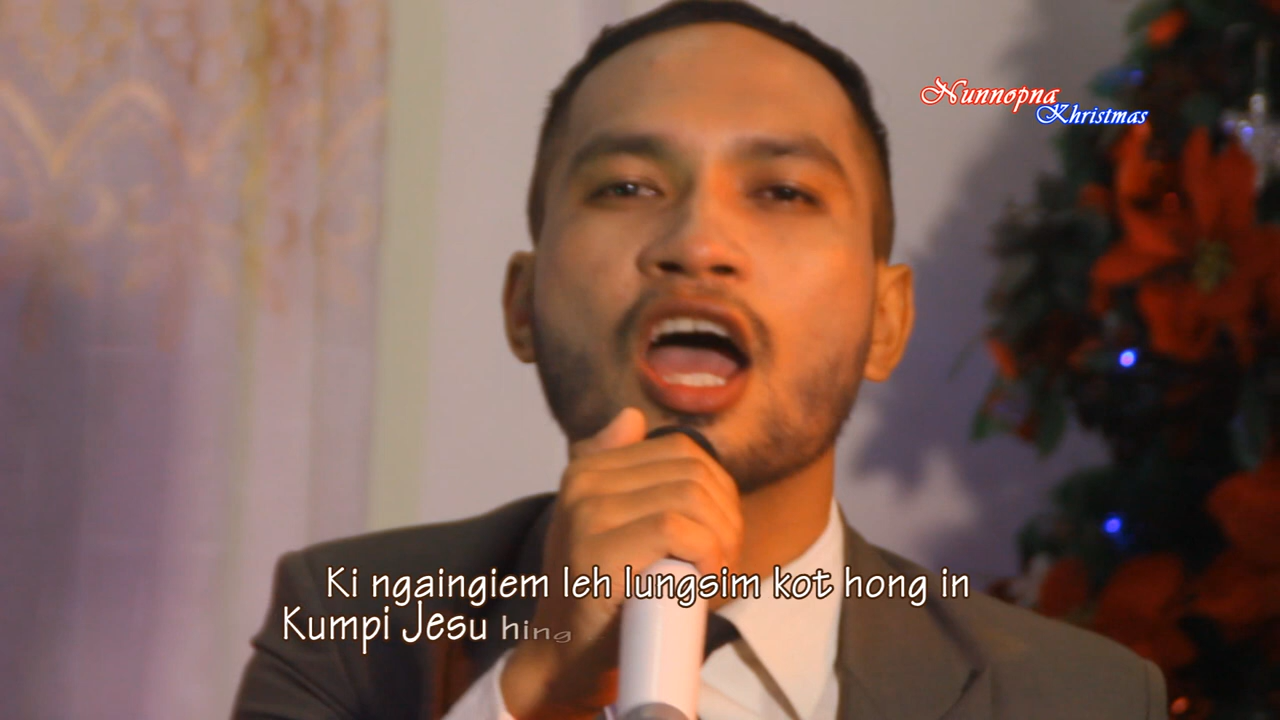 Nunnopna
Khristmas
Ki ngaingiem leh lungsim kot hong in
Kumpi Jesu hing